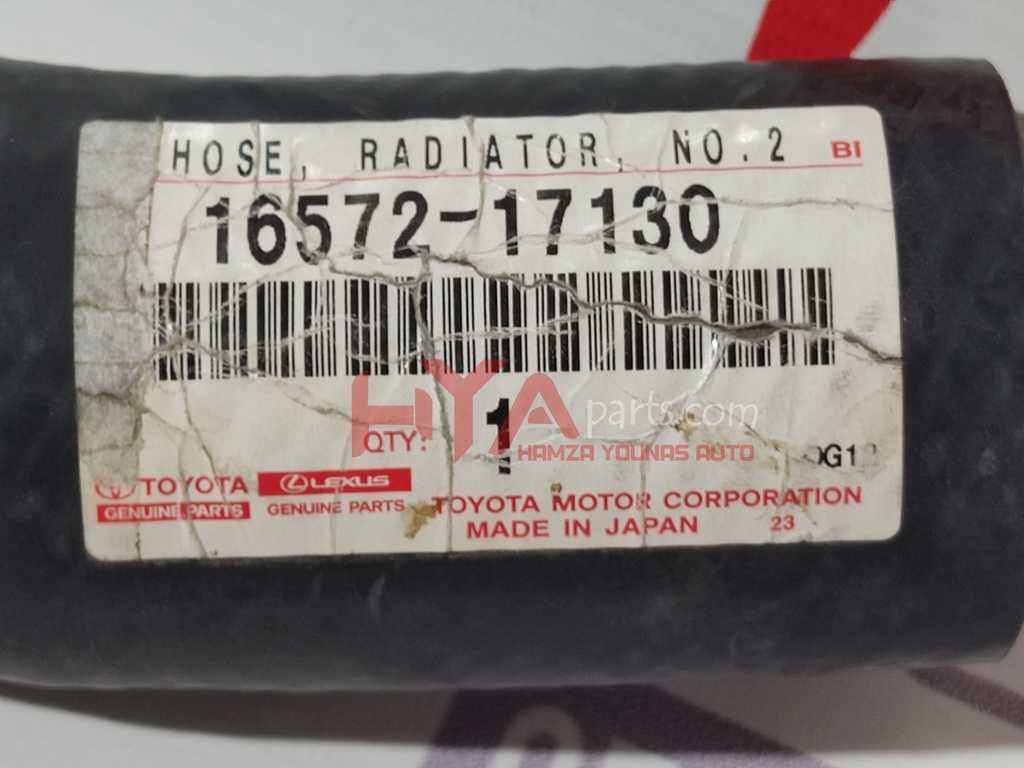 HOSE, RADIATOR, NO.2 BI
16572-17130
HYA parts.com
HAMZA YOUNAS AUTO
QTY: 1
TOYOTA
GENUINE PARTS
LEXUS
GENUINE PARTS
TOYOTA MOTOR CORPORATION
MADE IN JAPAN 23